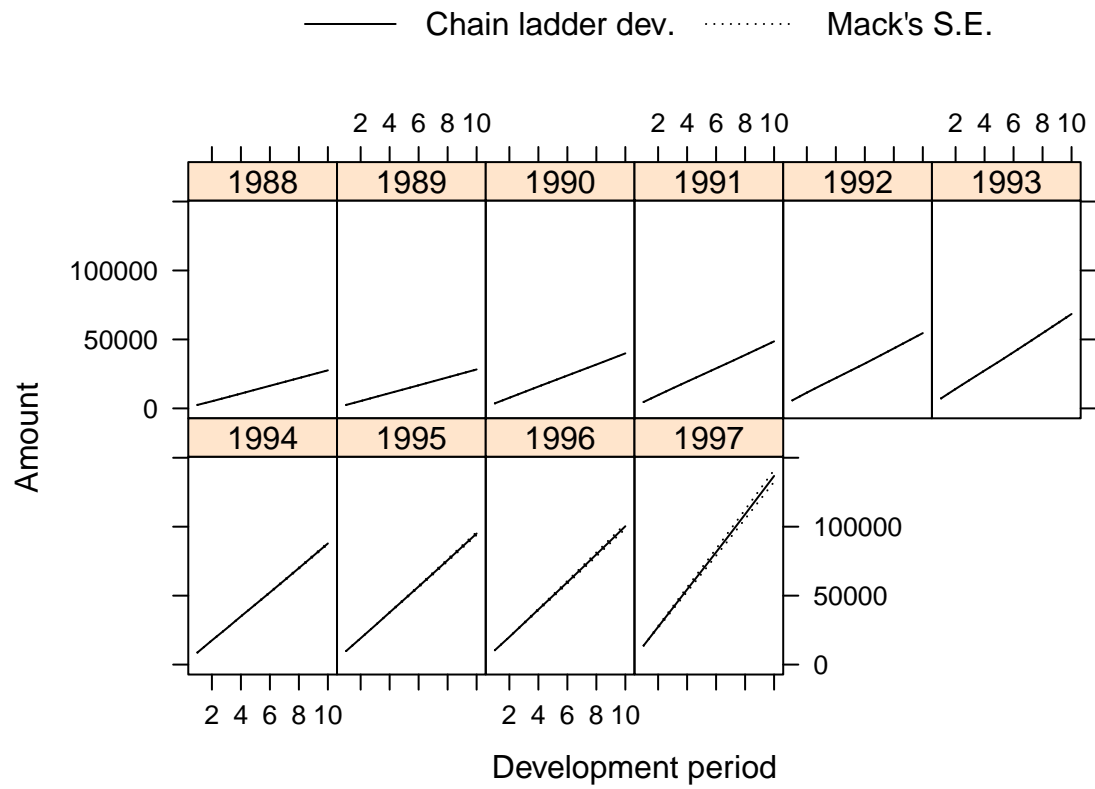 Chain ladder dev. Mack's S.E.
2 4 6 8 10 2 4 6 8 10 2 4 6 8 10
1988 1989 1990 1991 1992 1993
100000
50000
0
1994 1995 1996 1997
100000
50000
0
2 4 6 8 10 2 4 6 8 10
Amount
Development period